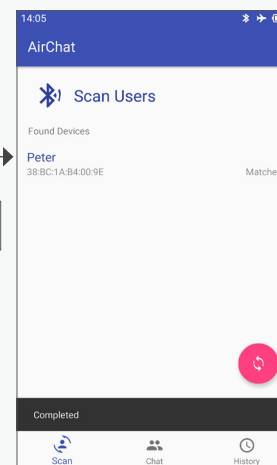 14:05
AirChat
Scan Users
Found Devices
Peter
38:BC:1A:B4:00:9E
Matche
Completed
Scan
Chat
History